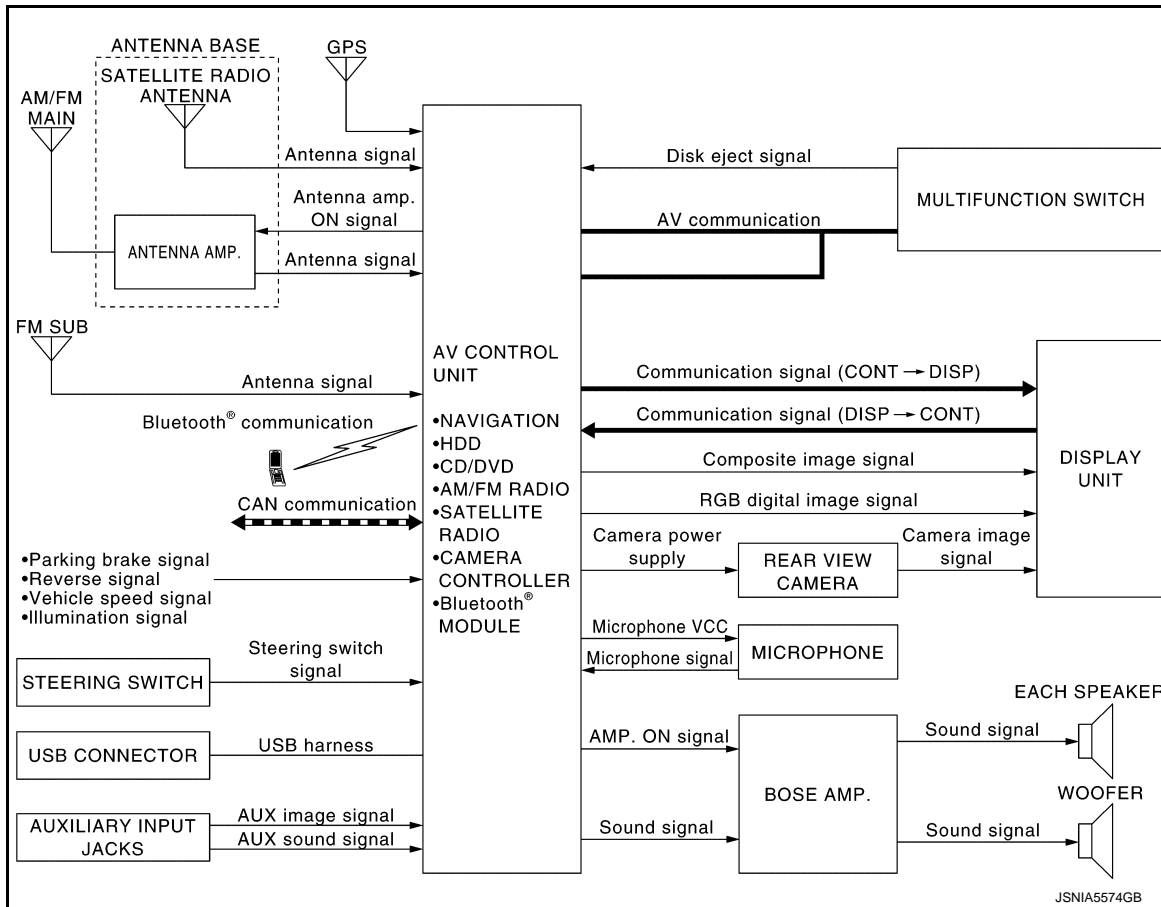 ANTENNA BASE
SATELLITE RADIO
ANTENNA
AM/FM
MAIN
GPS
Antenna signal
Antenna amp.
ON signal
ANTENNA AMP.
Antenna signal
FM SUB
Antenna signal
Bluetooth® communication
CAN communication
•Parking brake signal
•Reverse signal
•Vehicle speed signal
•Illumination signal
Steering switch
signal
STEERING SWITCH
USB CONNECTOR
USB harness
AUXILIARY INPUT
JACKS
AUX image signal
AUX sound signal
AV CONTROL
UNIT
•NAVIGATION
•HDD
•CD/DVD
•AM/FM RADIO
•SATELLITE
RADIO
•CAMERA
CONTROLLER
•Bluetooth®
MODULE
Disk eject signal
AV communication
MULTIFUNCTION SWITCH
Communication signal (CONT → DISP)
Communication signal (DISP → CONT)
Composite image signal
RGB digital image signal
DISPLAY
UNIT
Camera power
supply
REAR VIEW
CAMERA
Camera image
signal
Microphone VCC
Microphone signal
MICROPHONE
AMP. ON signal
Sound signal
BOSE AMP.
EACH SPEAKER
Sound signal
WOOFER
Sound signal
JSNIA5574GB